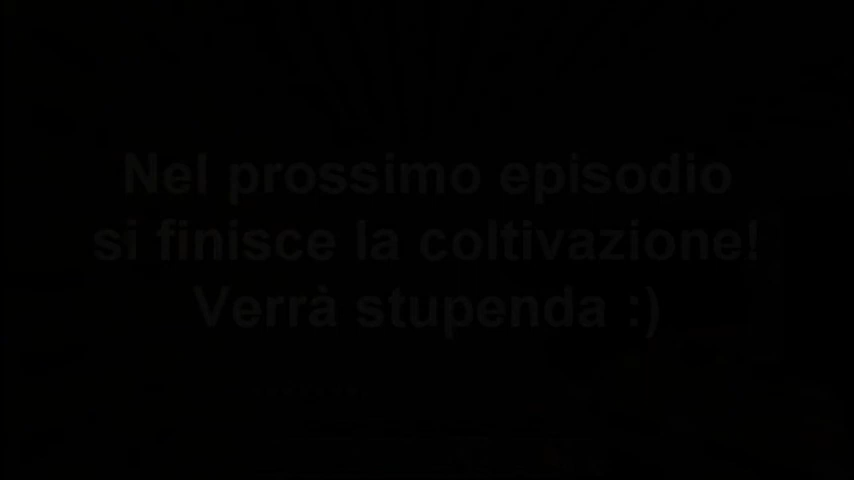 Nel prossimo episodio
si finisce la coltivazione!
Verrà stupenda :)